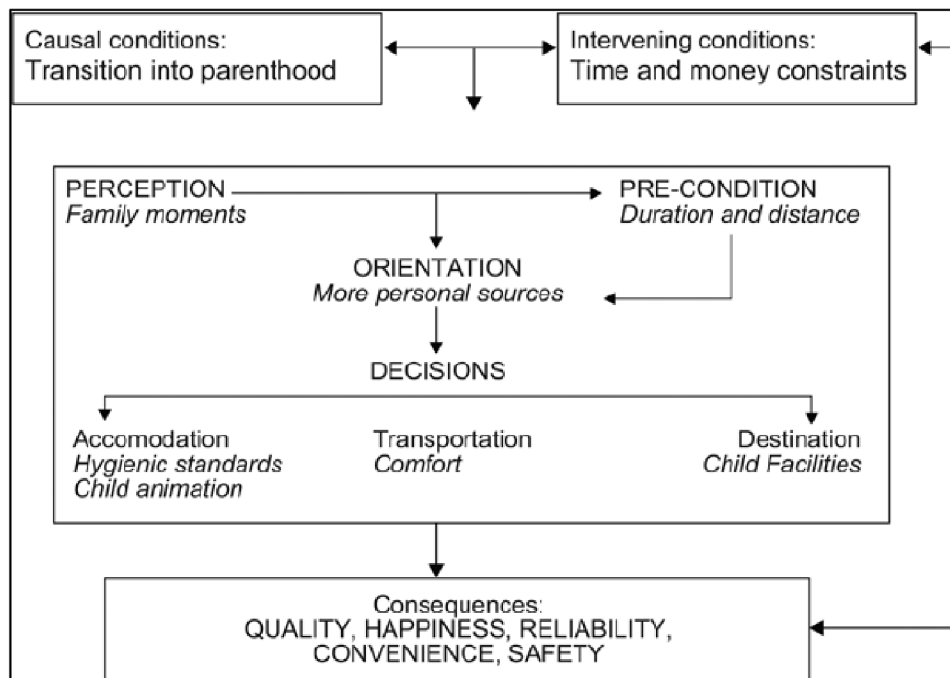 Causal conditions:
Transition into parenthood
Intervening conditions:
Time and money constraints
PERCEPTION
Family moments
PRE-CONDITION
Duration and distance
ORIENTATION
More personal sources
DECISIONS
Accomodation
Hygienic standards
Child animation
Transportation
Comfort
Destination
Child Facilities
Consequences:
QUALITY, HAPPINESS, RELIABILITY,
CONVENIENCE, SAFETY